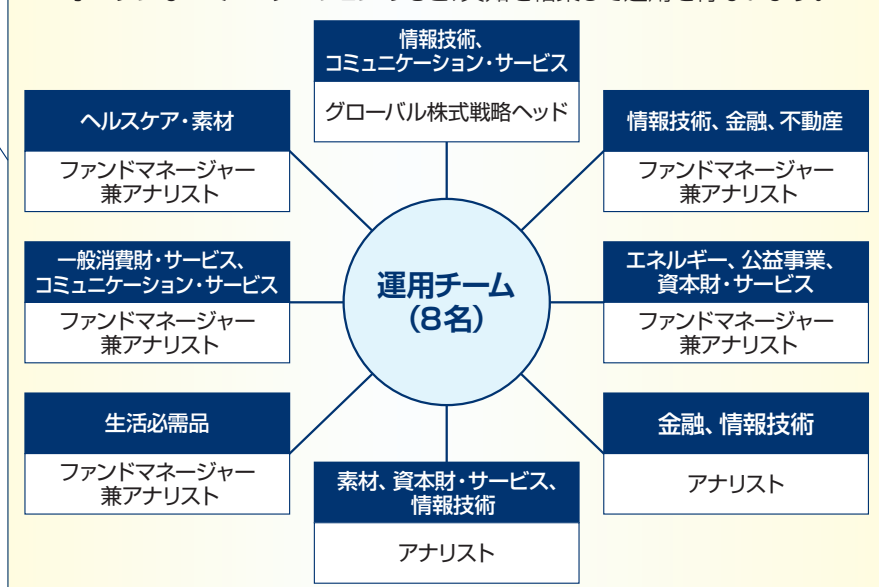 情報技術、
コミュニケーション・サービス
グローバル株式戦略ヘッド
ヘルスケア・素材
ファンドマネージャー
兼アナリスト
情報技術、金融、不動産
ファンドマネージャー
兼アナリスト
一般消費財・サービス、
コミュニケーション・サービス
ファンドマネージャー
兼アナリスト
運用チーム
(8名)
エネルギー、公益事業、
資本財・サービス
ファンドマネージャー
兼アナリスト
生活必需品
ファンドマネージャー
兼アナリスト
素材、資本財・サービス、
情報技術
アナリスト
金融、情報技術
アナリスト